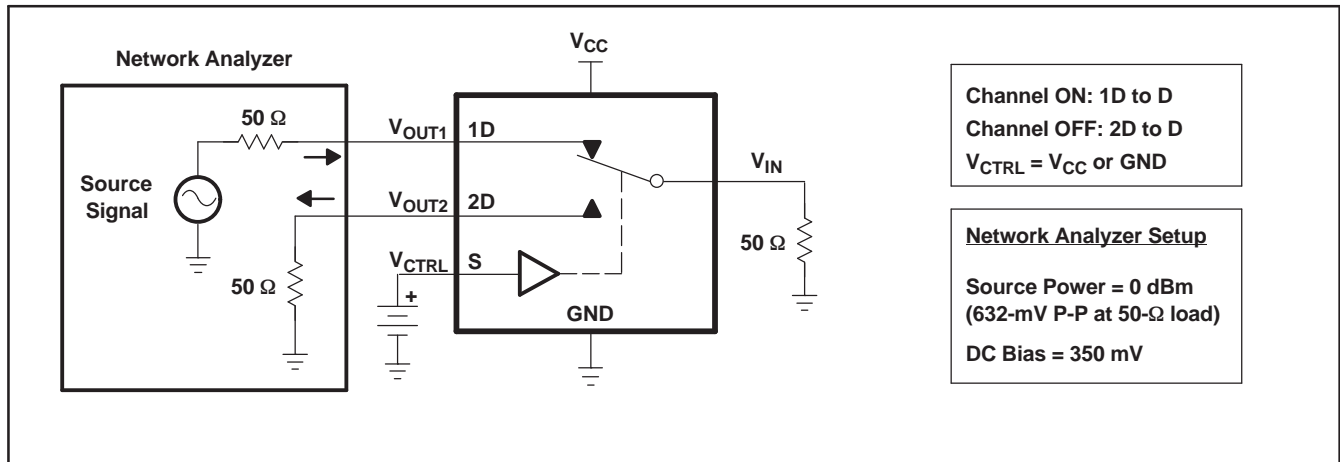 Network Analyzer
50 Ω
Source
Signal
50 Ω
VCC
VOUT1 1D
VOUT2 2D
VCTRL S
+
GND
VIN
50 Ω
Channel ON: 1D to D
Channel OFF: 2D to D
VCTRL = VCC or GND
Network Analyzer Setup
Source Power = 0 dBm
(632-mV P-P at 50-Ω load)
DC Bias = 350 mV